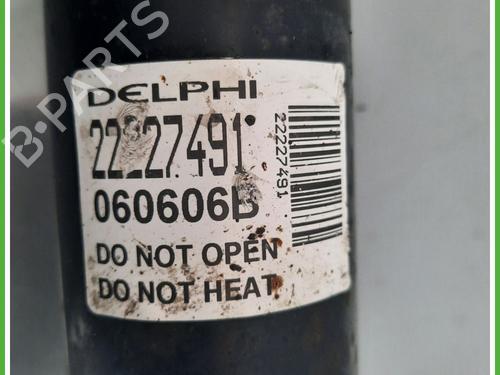 DELPHI
22227491
060606B
DO NOT OPEN
DO NOT HEAT
22227491
B-PARTS